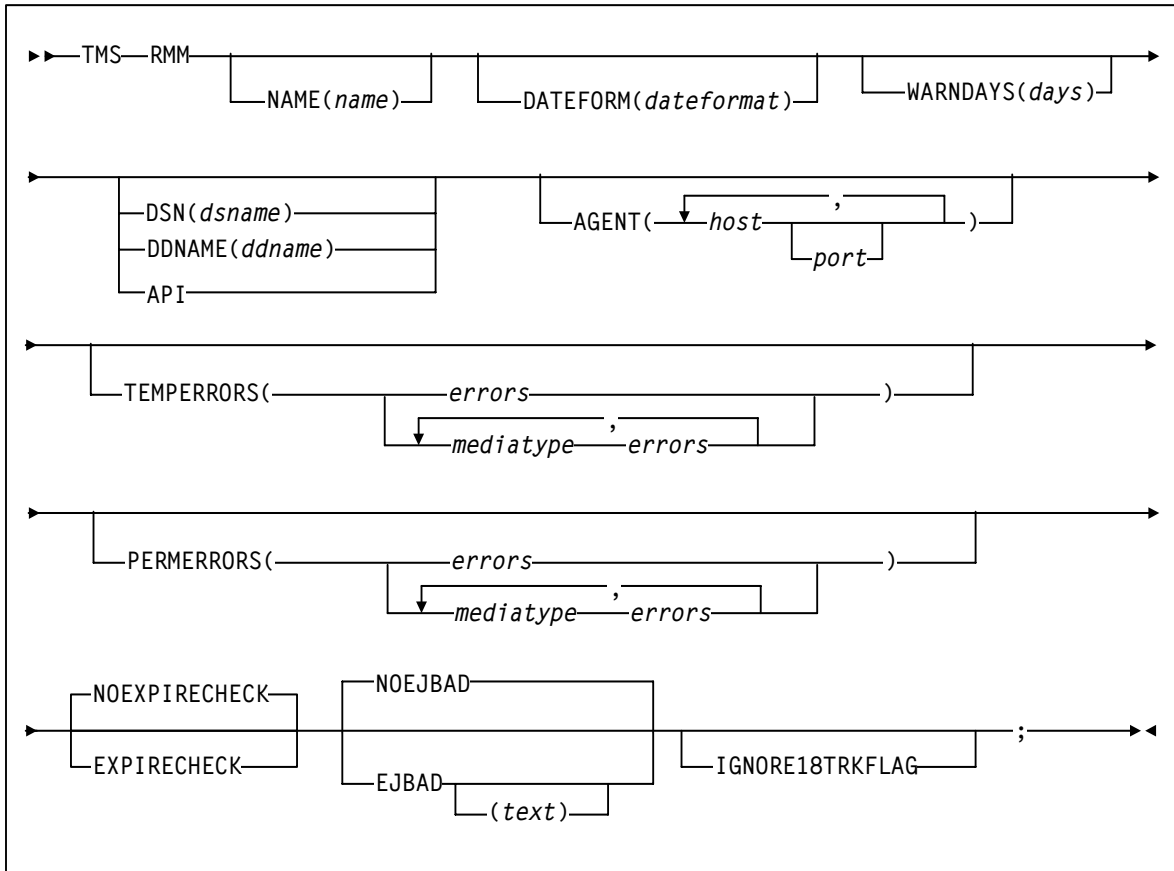 TMS RMM
NAME(name) DATEFORM(dateformat) WARNDAYS(days)
DSN(dsname)
DDNAME(ddname)
API
AGENT( host , )
port
TEMPERRORS( errors )
,
mediatype errors
PERMERRORS( errors )
,
mediatype errors
NOEXPIRECHECK NOEJBAD
;
EXPIRECHECK EJBAD IGNORE18TRKFLAG
(text)